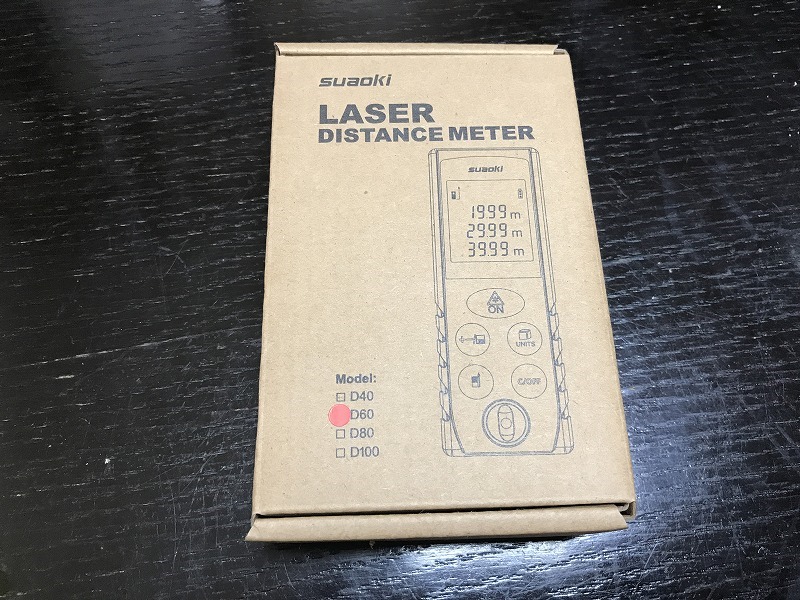 suaoki
LASER
DISTANCE METER
suaoki
19.99 m
29.99 m
39.99 m
ON
UNITS
C/OFF
Model:
D40
D60
D80
D100